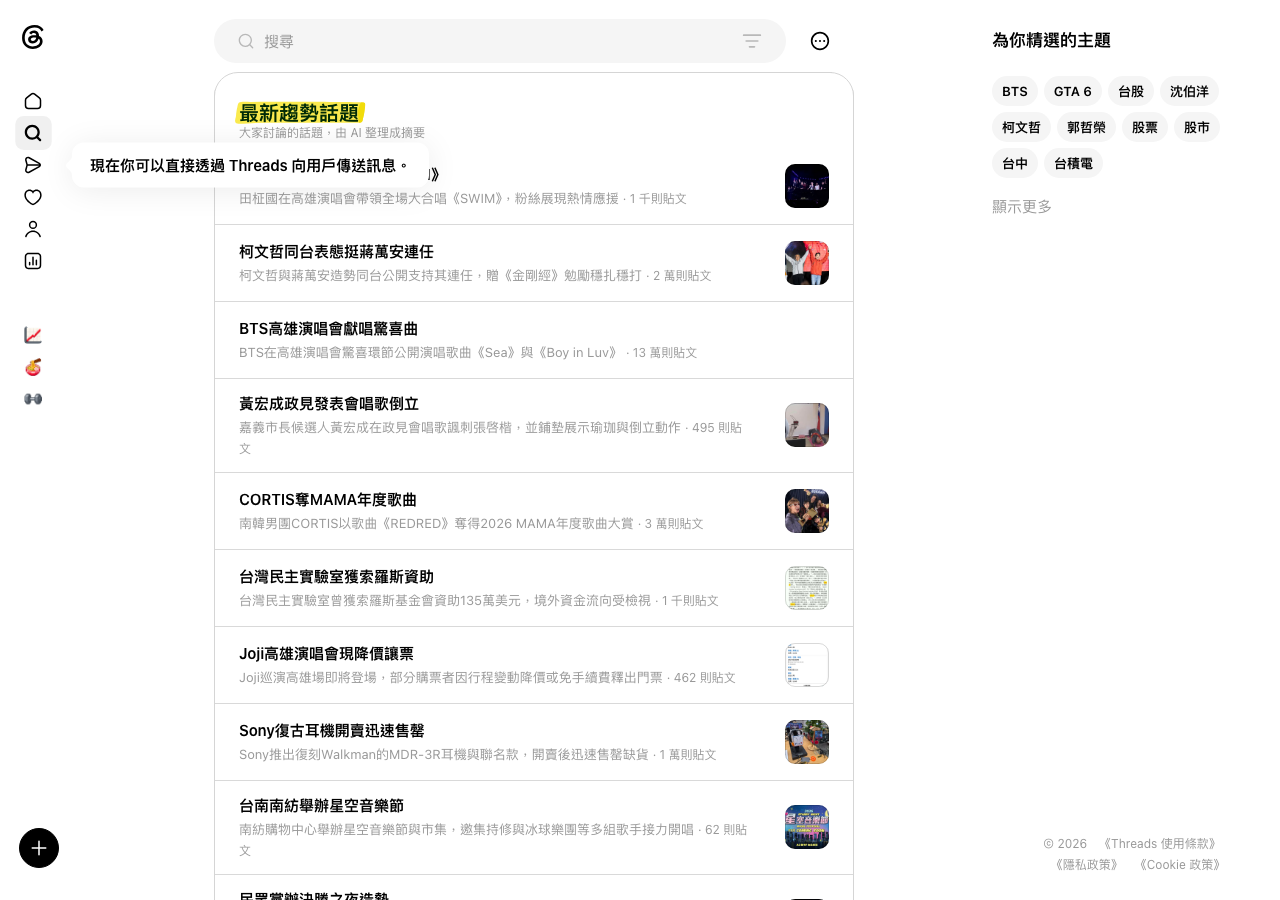 搜尋
最新趨勢話題
大家討論的話題，由 AI 整理成摘要
現在你可以直接透過 Threads 向用戶傳送訊息。
》
田柾國在高雄演唱會帶領全場大合唱《SWIM》，粉絲展現熱情應援 · 1 千則貼文
柯文哲同台表態挺蔣萬安連任
柯文哲與蔣萬安造勢同台公開支持其連任，贈《金剛經》勉勵穩扎穩打 · 2 萬則貼文
BTS高雄演唱會獻唱驚喜曲
BTS在高雄演唱會驚喜環節公開演唱歌曲《Sea》與《Boy in Luv》 · 13 萬則貼文
黃宏成政見發表會唱歌倒立
嘉義市長候選人黃宏成在政見會唱歌諷刺張啓楷，並鋪墊展示瑜珈與倒立動作 · 495 則貼
文
CORTIS奪MAMA年度歌曲
南韓男團CORTIS以歌曲《REDRED》奪得2026 MAMA年度歌曲大賞 · 3 萬則貼文
台灣民主實驗室獲索羅斯資助
台灣民主實驗室曾獲索羅斯基金會資助135萬美元，境外資金流向受檢視 · 1 千則貼文
Joji高雄演唱會現降價讓票
Joji巡演高雄場即將登場，部分購票者因行程變動降價或免手續費釋出門票 · 462 則貼文
Sony復古耳機開賣迅速售罄
Sony推出復刻Walkman的MDR-3R耳機與聯名款，開賣後迅速售罄缺貨 · 1 萬則貼文
台南南紡舉辦星空音樂節
南紡購物中心舉辦星空音樂節與市集，邀集持修與冰球樂團等多組歌手接力開唱 · 62 則貼
文
星空音樂節
民眾黨辦決勝之夜造勢
為你精選的主題
BTS
GTA 6
台股
沈伯洋
柯文哲
郭哲榮
股票
股市
台中
台積電
顯示更多
© 2026 《Threads 使用條款》
《隱私政策》 《Cookie 政策》